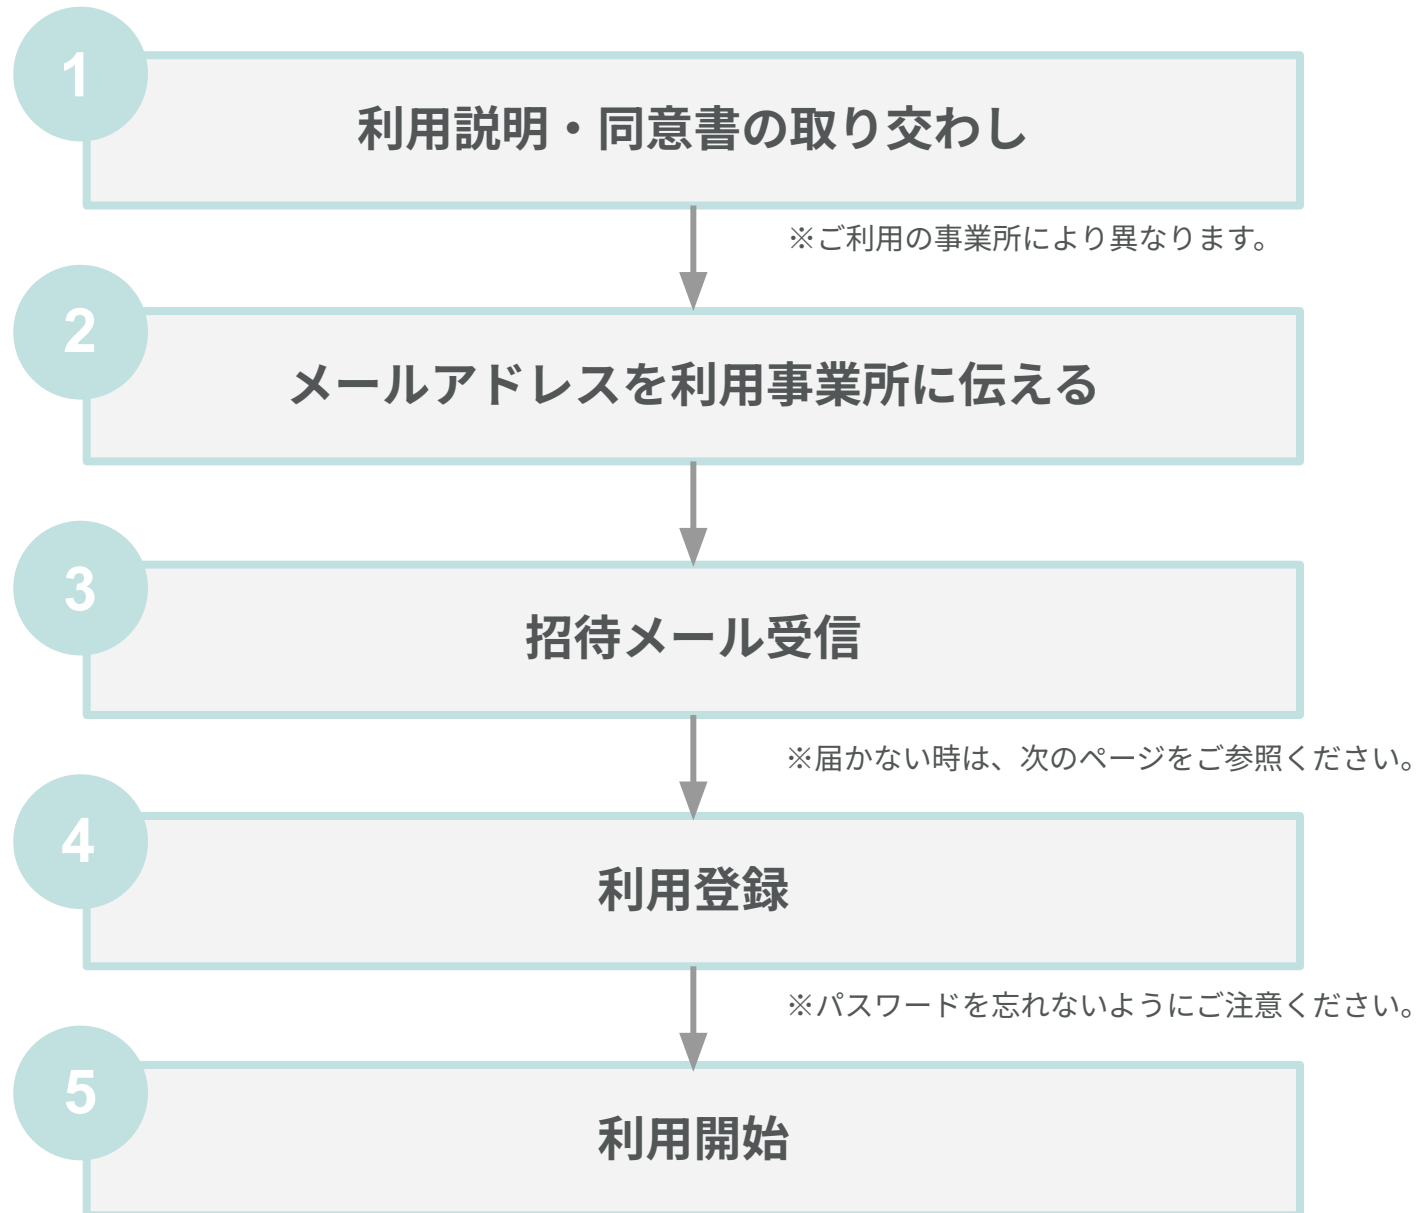 1
利用説明・同意書の取り交わし
※ご利用の事業所により異なります。
2
メールアドレスを利用事業所に伝える
3
招待メール受信
※届かない時は、次のページをご参照ください。
4
利用登録
※パスワードを忘れないようにご注意ください。
5
利用開始